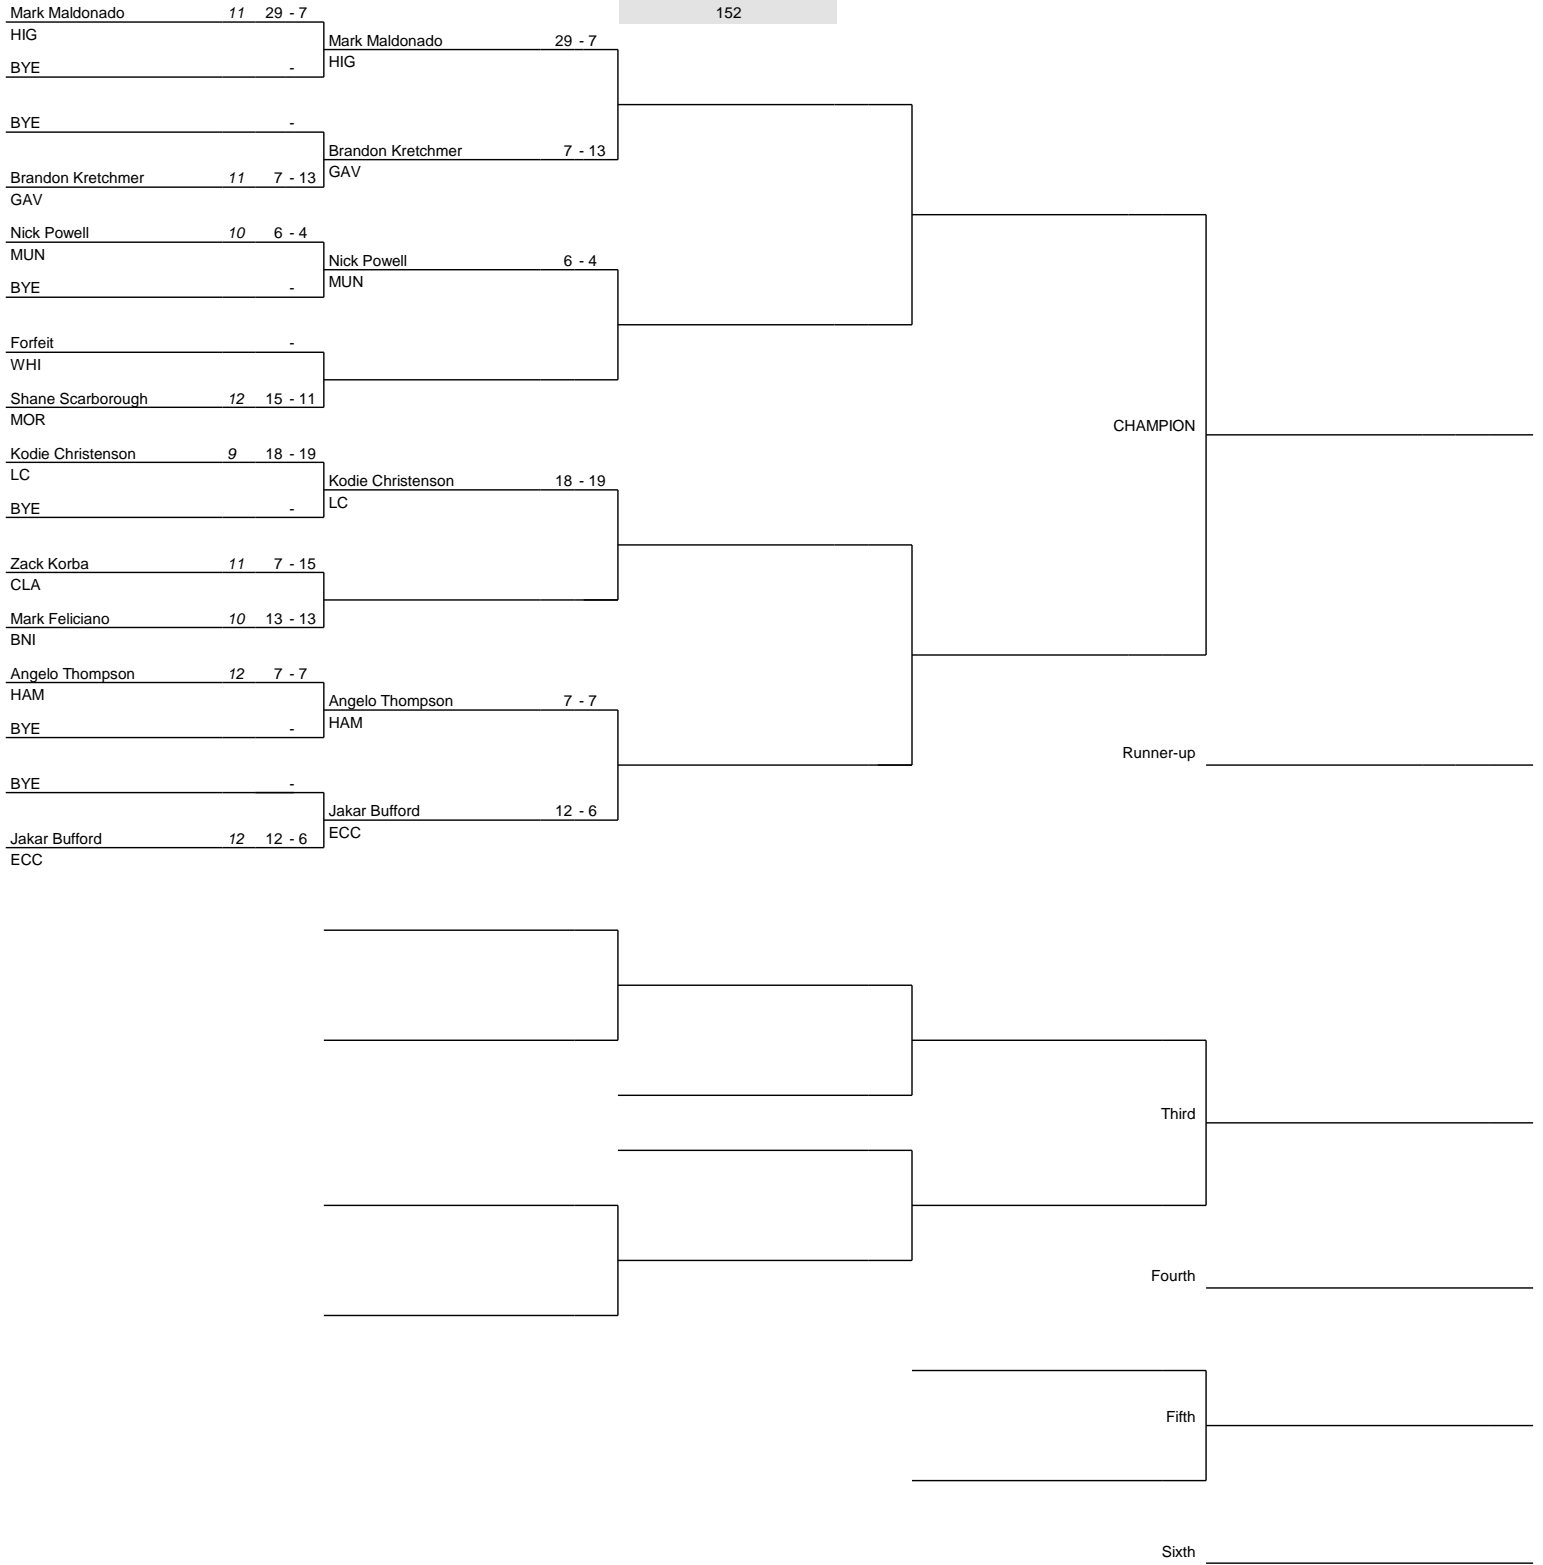 Mark Maldonado 11 29 - 7 152
HIG
Mark Maldonado 29 - 7
HIG
BYE -
BYE -
Brandon Kretchmer 7 - 13
GAV
Brandon Kretchmer 11 7 - 13
GAV
Nick Powell 10 6 - 4
MUN
Nick Powell 6 - 4
MUN
BYE -
Forfeit -
WHI
Shane Scarborough 12 15 - 11
MOR
CHAMPION
Kodie Christenson 9 18 - 19
LC
Kodie Christenson 18 - 19
LC
BYE -
Zack Korba 11 7 - 15
CLA
Mark Feliciano 10 13 - 13
BNI
Angelo Thompson 12 7 - 7
HAM
Angelo Thompson 7 - 7
HAM
BYE -
Runner-up
BYE -
Jakar Bufford 12 - 6
ECC
Jakar Bufford 12 12 - 6
ECC
Third
Fourth
Fifth
Sixth